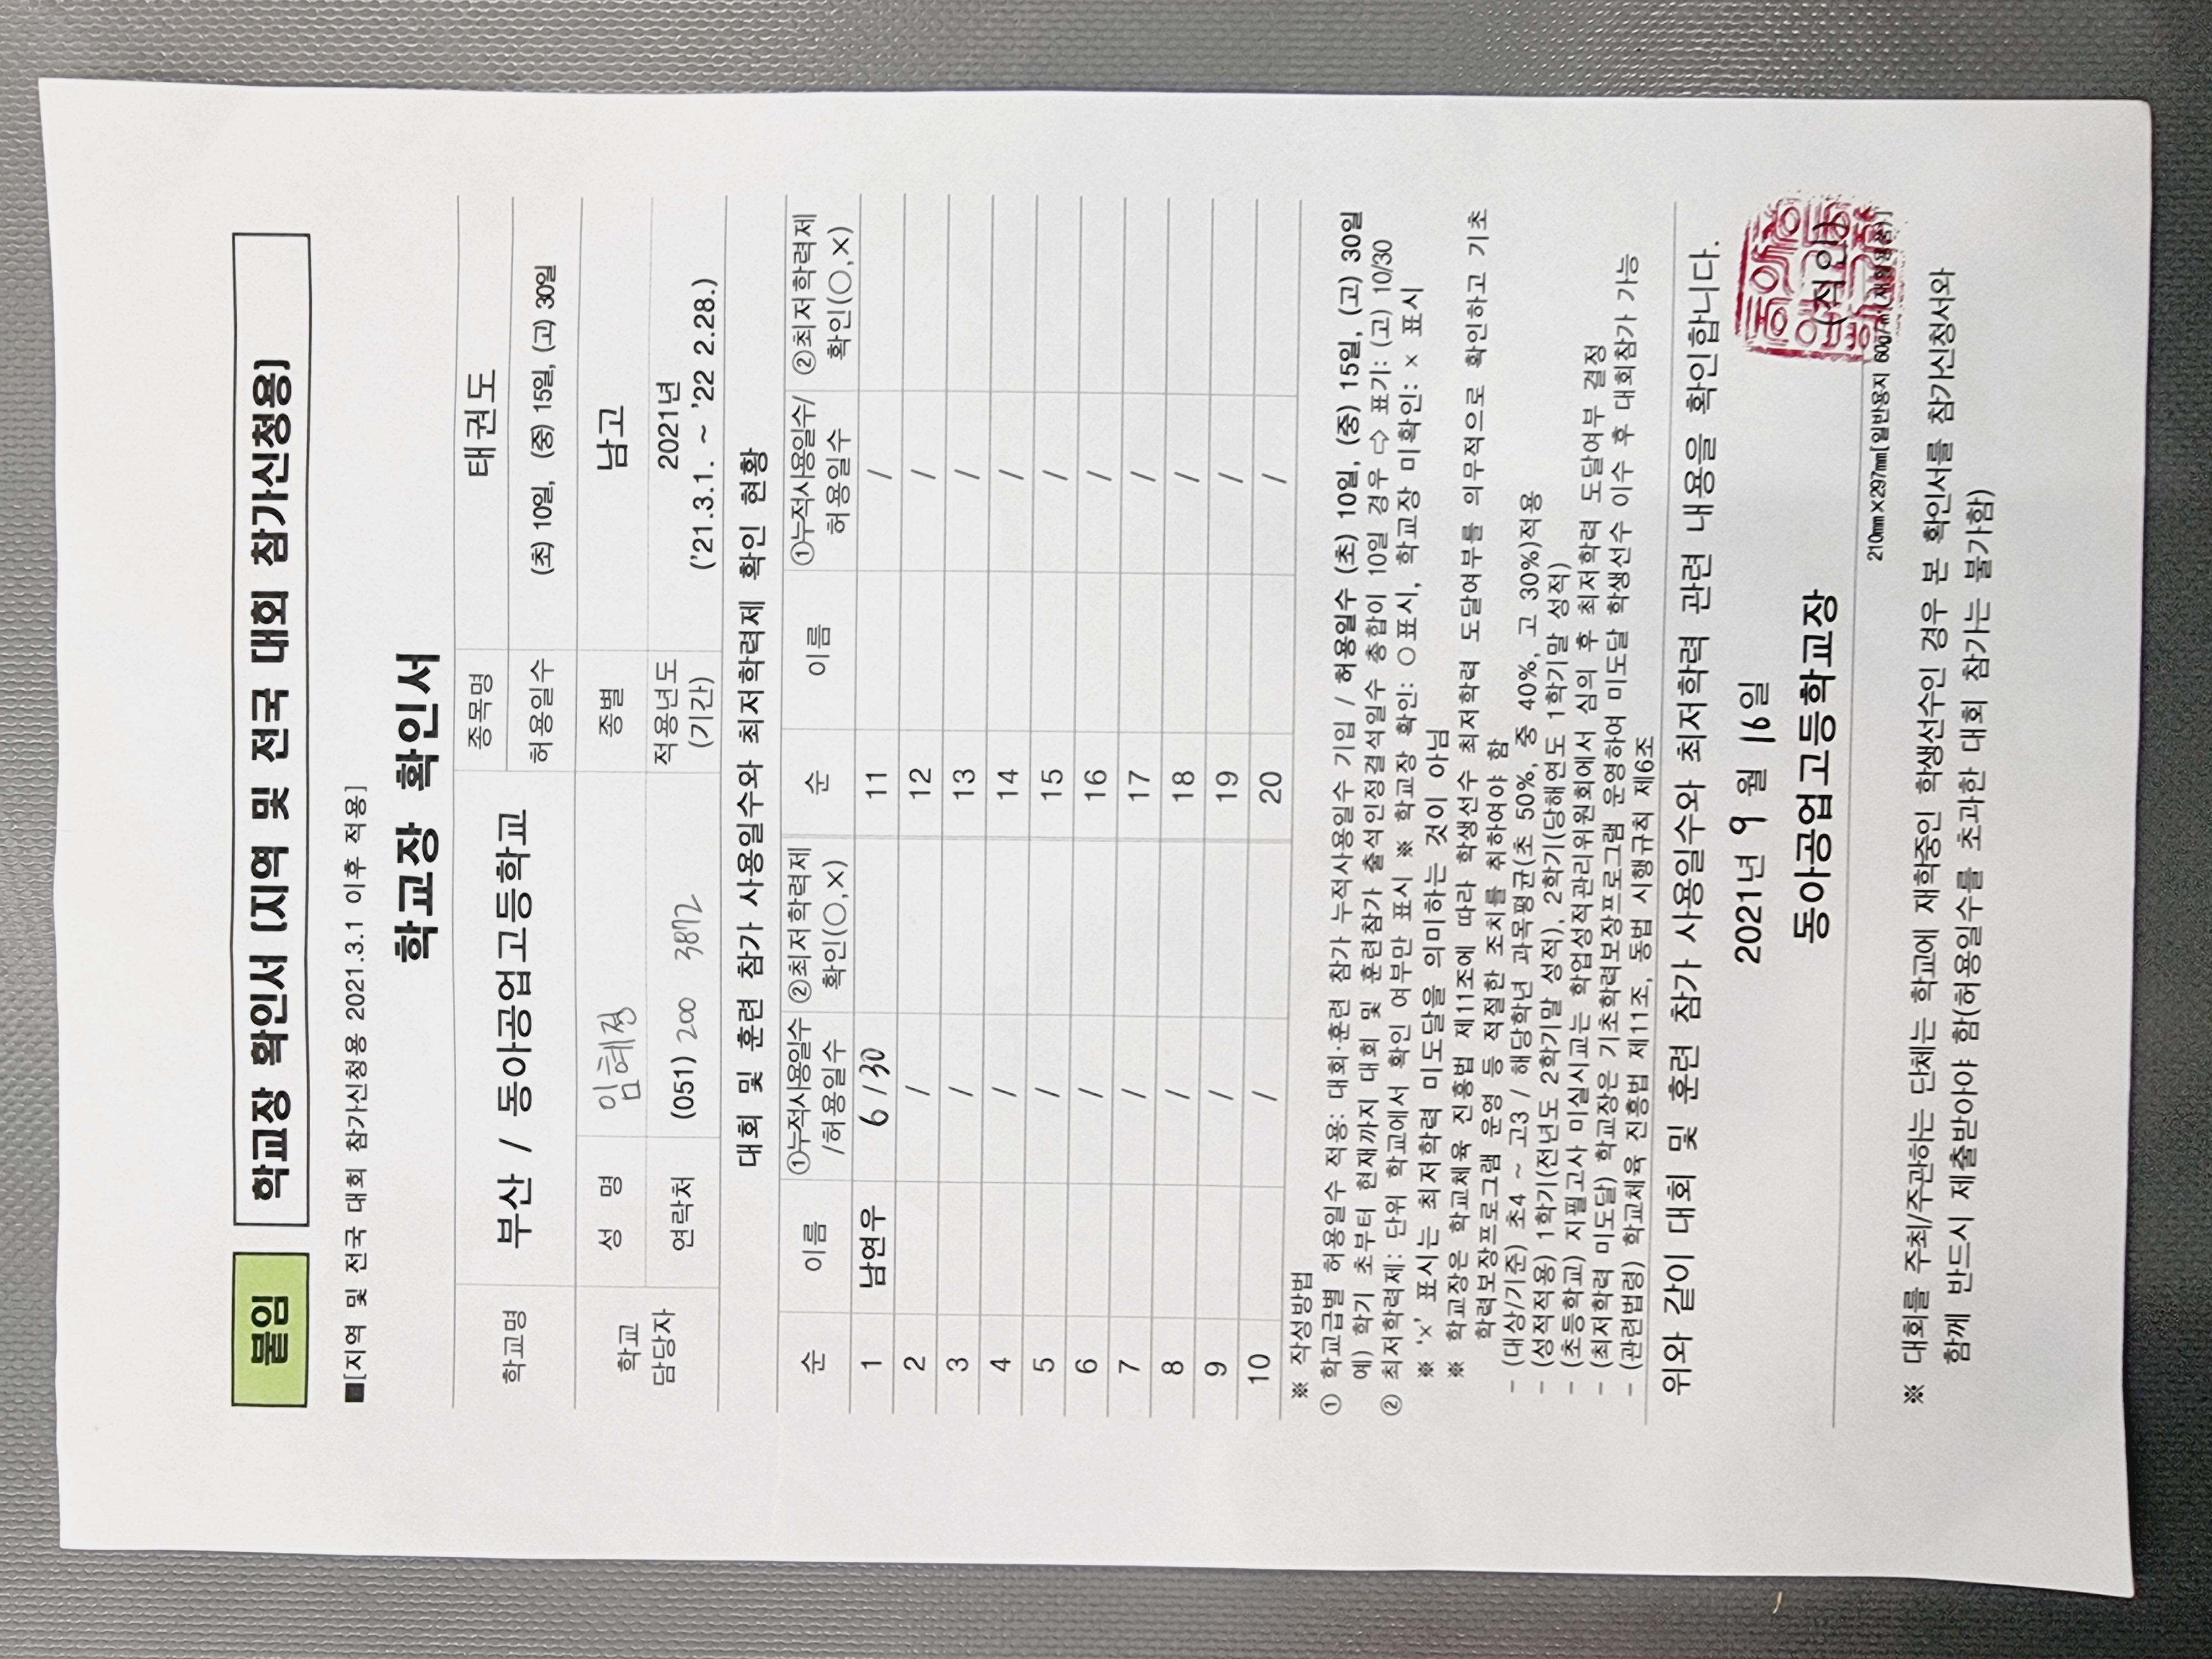 붙임 학교장 확인서 (지역 및 전국 대회 참가신청용)
■[지역 및 전국 대회 참가신청용 2021.3.1 이후 적용]
학교장 확인서
학교명 부산 / 동아공업고등학교 종목명 태권도
허용일수 (초) 10일, (중) 15일, (고) 30일
학교 담당자 성 명 임혜정 종별 남고
연락처 (051) 200 3872 적용년도 (기간) 2021년 ('21.3.1. ~ '22 2.28.)
대회 및 훈련 참가 사용일수와 최저학력제 확인 현황
순 이름 ①누적사용일수/허용일수 ②최저학력제 확인(○,×) 순 이름 ①누적사용일수/허용일수 ②최저학력제 확인(○,×)
1 남연우 6 / 30 11 /
2 / 12 /
3 / 13 /
4 / 14 /
5 / 15 /
6 / 16 /
7 / 17 /
8 / 18 /
9 / 19 /
10 / 20 /
※ 작성방법
① 학교급별 허용일수 적용: 대회·훈련 참가 누적사용일수 기입 / 허용일수 (초) 10일, (중) 15일, (고) 30일
예) 학기 초부터 현재까지 대회 및 훈련참가 출석인정결석일수 총합이 10일 경우 ⇨ 표기: (고) 10/30
② 최저학력제: 단위 학교에서 확인 여부만 표시 ※ 학교장 확인: ○표시, 학교장 미확인: × 표시
※ '×' 표시는 최저학력 미도달을 의미하는 것이 아님
※ 학교장은 학교체육 진흥법 제11조에 따라 학생선수 최저학력 도달여부를 의무적으로 확인하고 기초
학력보장프로그램 운영 등 적절한 조치를 취하여야 함
- (대상/기준) 초4 ~ 고3 / 해당학년 과목평균(초 50%, 중 40%, 고 30%)적용
- (성적적용) 1학기(전년도 2학기말 성적), 2학기(당해연도 1학기말 성적)
- (초등학교) 지필고사 미실시교는 학업성적관리위원회에서 심의 후 최저학력 도달여부 결정
- (최저학력 미도달) 학교장은 기초학력보장프로그램 운영하여 미도달 학생선수 이수 후 대회참가 가능
- (관련법령) 학교체육 진흥법 제11조, 동법 시행규칙 제6조
위와 같이 대회 및 훈련 참가 사용일수와 최저학력 관련 내용을 확인합니다.
2021년 9 월 16 일
동아공업고등학교장 (직인)
210㎜×297㎜[일반용지 60g/㎡(재활용품)]
※ 대회를 주최/주관하는 단체는 학교에 재학중인 학생선수인 경우 본 확인서를 참가신청서와
함께 반드시 제출받아야 함(허용일수를 초과한 대회 참가는 불가함)